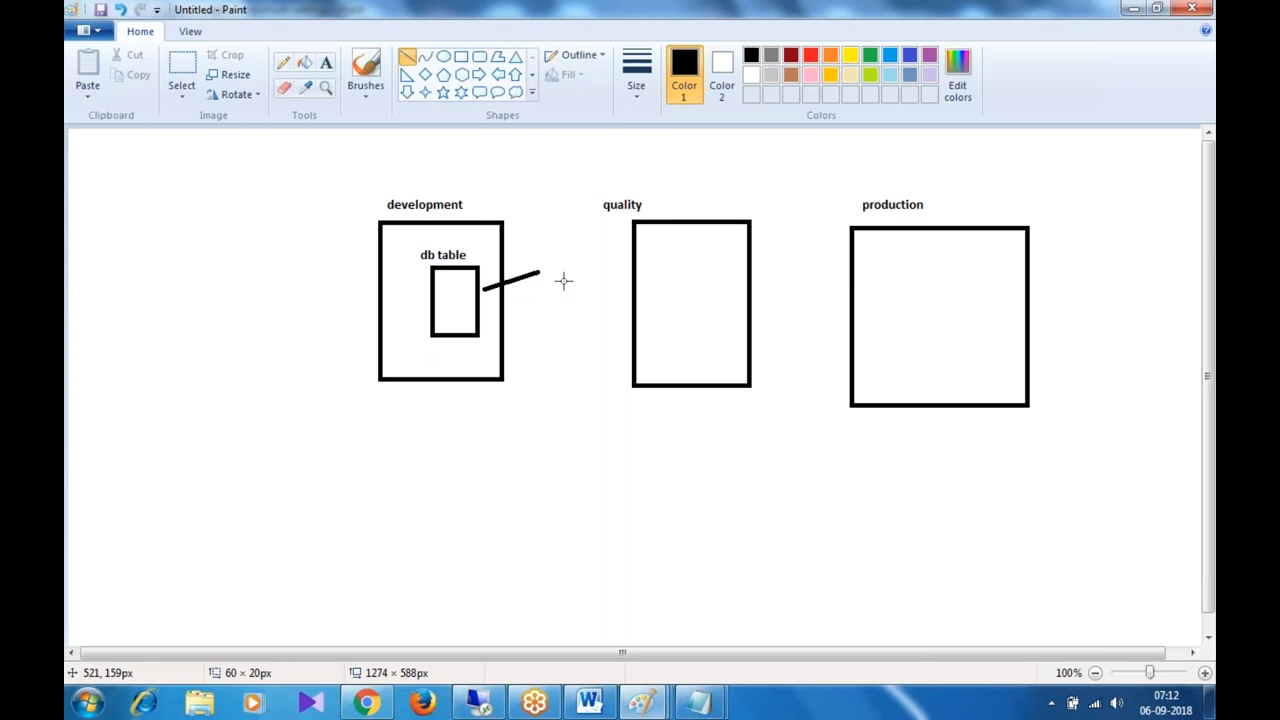 Untitled - Paint
Home
View
Paste
Cut
Copy
Clipboard
Select
Crop
Resize
Rotate
Image
A
Tools
Brushes
Outline
Fill
Shapes
Size
Color
1
Color
2
Edit
colors
Colors
development
quality
production
db table
521, 159px
60 × 20px
1274 × 588px
100%
07:12
06-09-2018